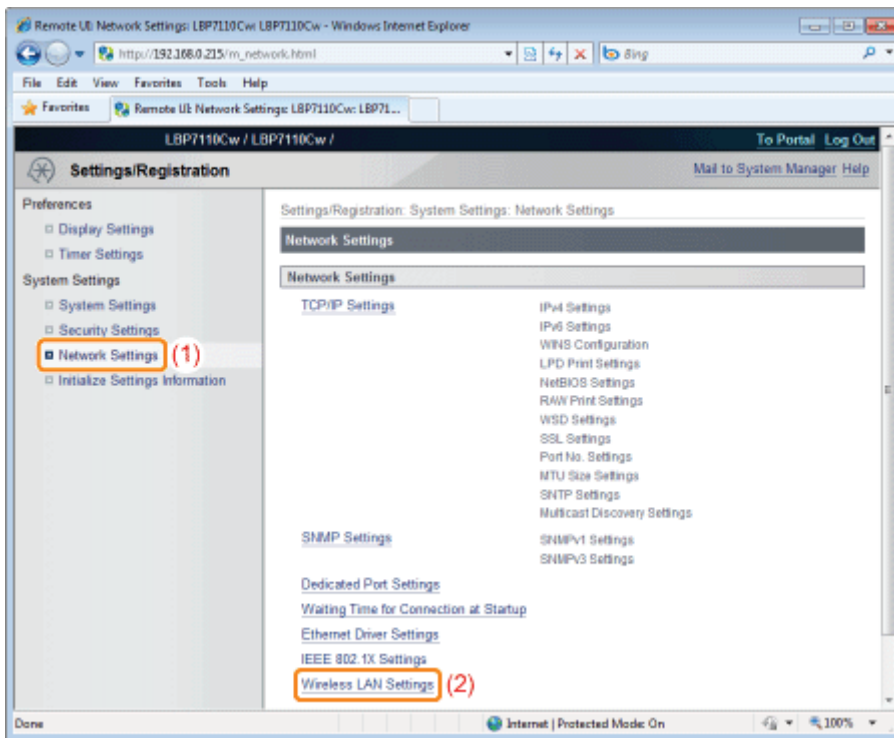 Remote UI: Network Settings: LBP7110Cw: LBP7110Cw - Windows Internet Explorer
http://192.168.0.215/m_network.html
Bing
File Edit View Favorites Tools Help
Favorites Remote UI: Network Settings: LBP7110Cw: LBP71...
LBP7110Cw / LBP7110Cw /
To Portal Log Out
Settings/Registration
Mail to System Manager Help
Preferences
Display Settings
Timer Settings
System Settings
System Settings
Security Settings
Network Settings (1)
Initialize Settings Information
Settings/Registration: System Settings: Network Settings
Network Settings
Network Settings
TCP/IP Settings
IPv4 Settings
IPv6 Settings
WINS Configuration
LPD Print Settings
NetBIOS Settings
RAW Print Settings
WSD Settings
SSL Settings
Port No. Settings
MTU Size Settings
SNTP Settings
Multicast Discovery Settings
SNMP Settings
SNMPv1 Settings
SNMPv3 Settings
Dedicated Port Settings
Waiting Time for Connection at Startup
Ethernet Driver Settings
IEEE 802.1X Settings
Wireless LAN Settings (2)
Done
Internet | Protected Mode: On
100%